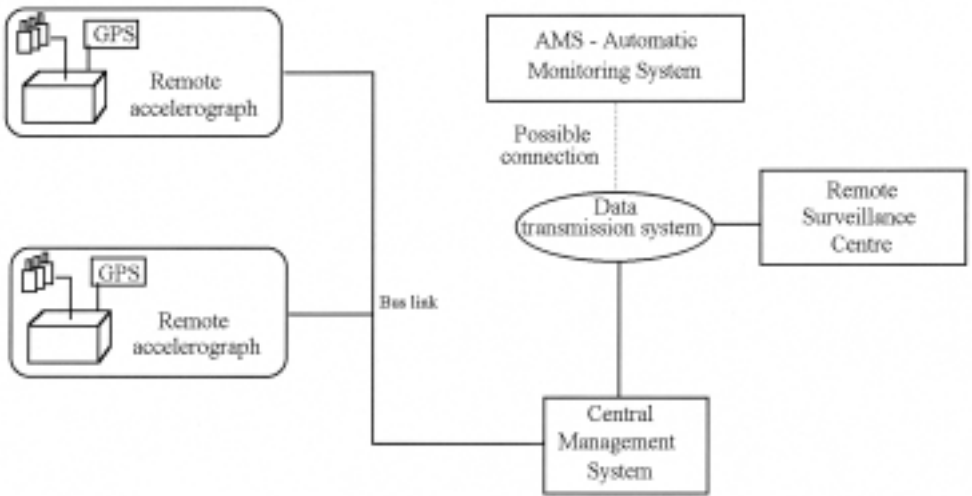 GPS
Remote
accelerograph
AMS - Automatic
Monitoring System
Possible
connection
Data
transmission system
Remote
Surveillance
Centre
GPS
Remote
accelerograph
Bus link
Central
Management
System